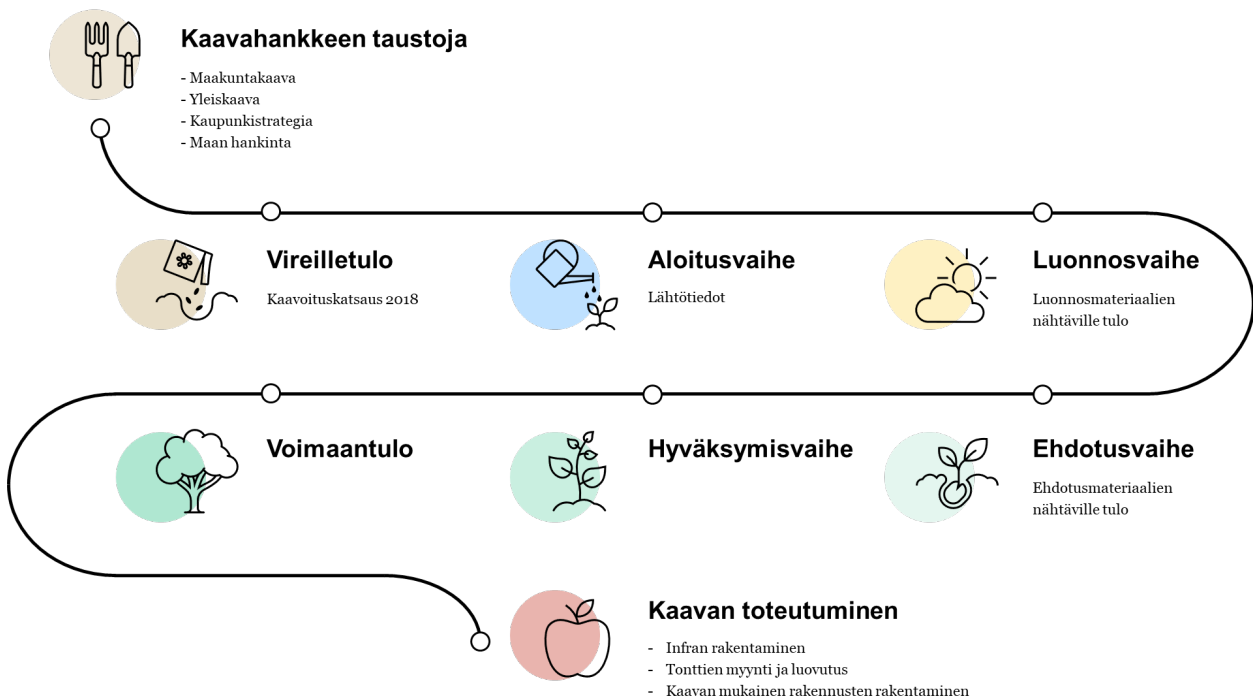 Kaavahankkeen taustoja
- Maakuntakaava
- Yleiskaava
- Kaupunkistrategia
- Maan hankinta
Vireilletulo
Kaavoituskatsaus 2018
Aloitusvaihe
Lähtötiedot
Luonnosvaihe
Luonnosmateriaalien
nähtäville tulo
Ehdotusvaihe
Ehdotusmateriaalien
nähtäville tulo
Hyväksymisvaihe
Voimaantulo
Kaavan toteutuminen
- Infran rakentaminen
- Tonttien myynti ja luovutus
- Kaavan mukainen rakennusten rakentaminen